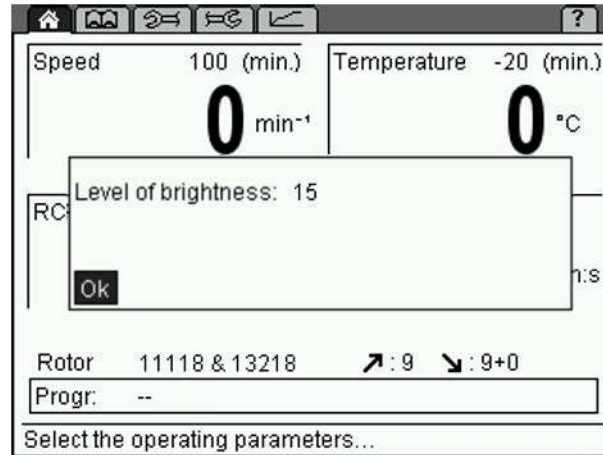 ?
Speed 100 (min.) Temperature -20 (min.)
0 min⁻¹ 0 °C
Level of brightness: 15
RC
n:s
Ok
Rotor 11118 & 13218 ↗: 9 ↘: 9+0
Progr: --
Select the operating parameters...